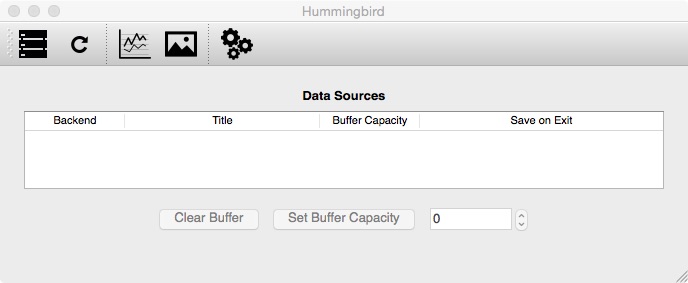 Hummingbird
Data Sources
Backend Title Buffer Capacity Save on Exit
Clear Buffer Set Buffer Capacity 0